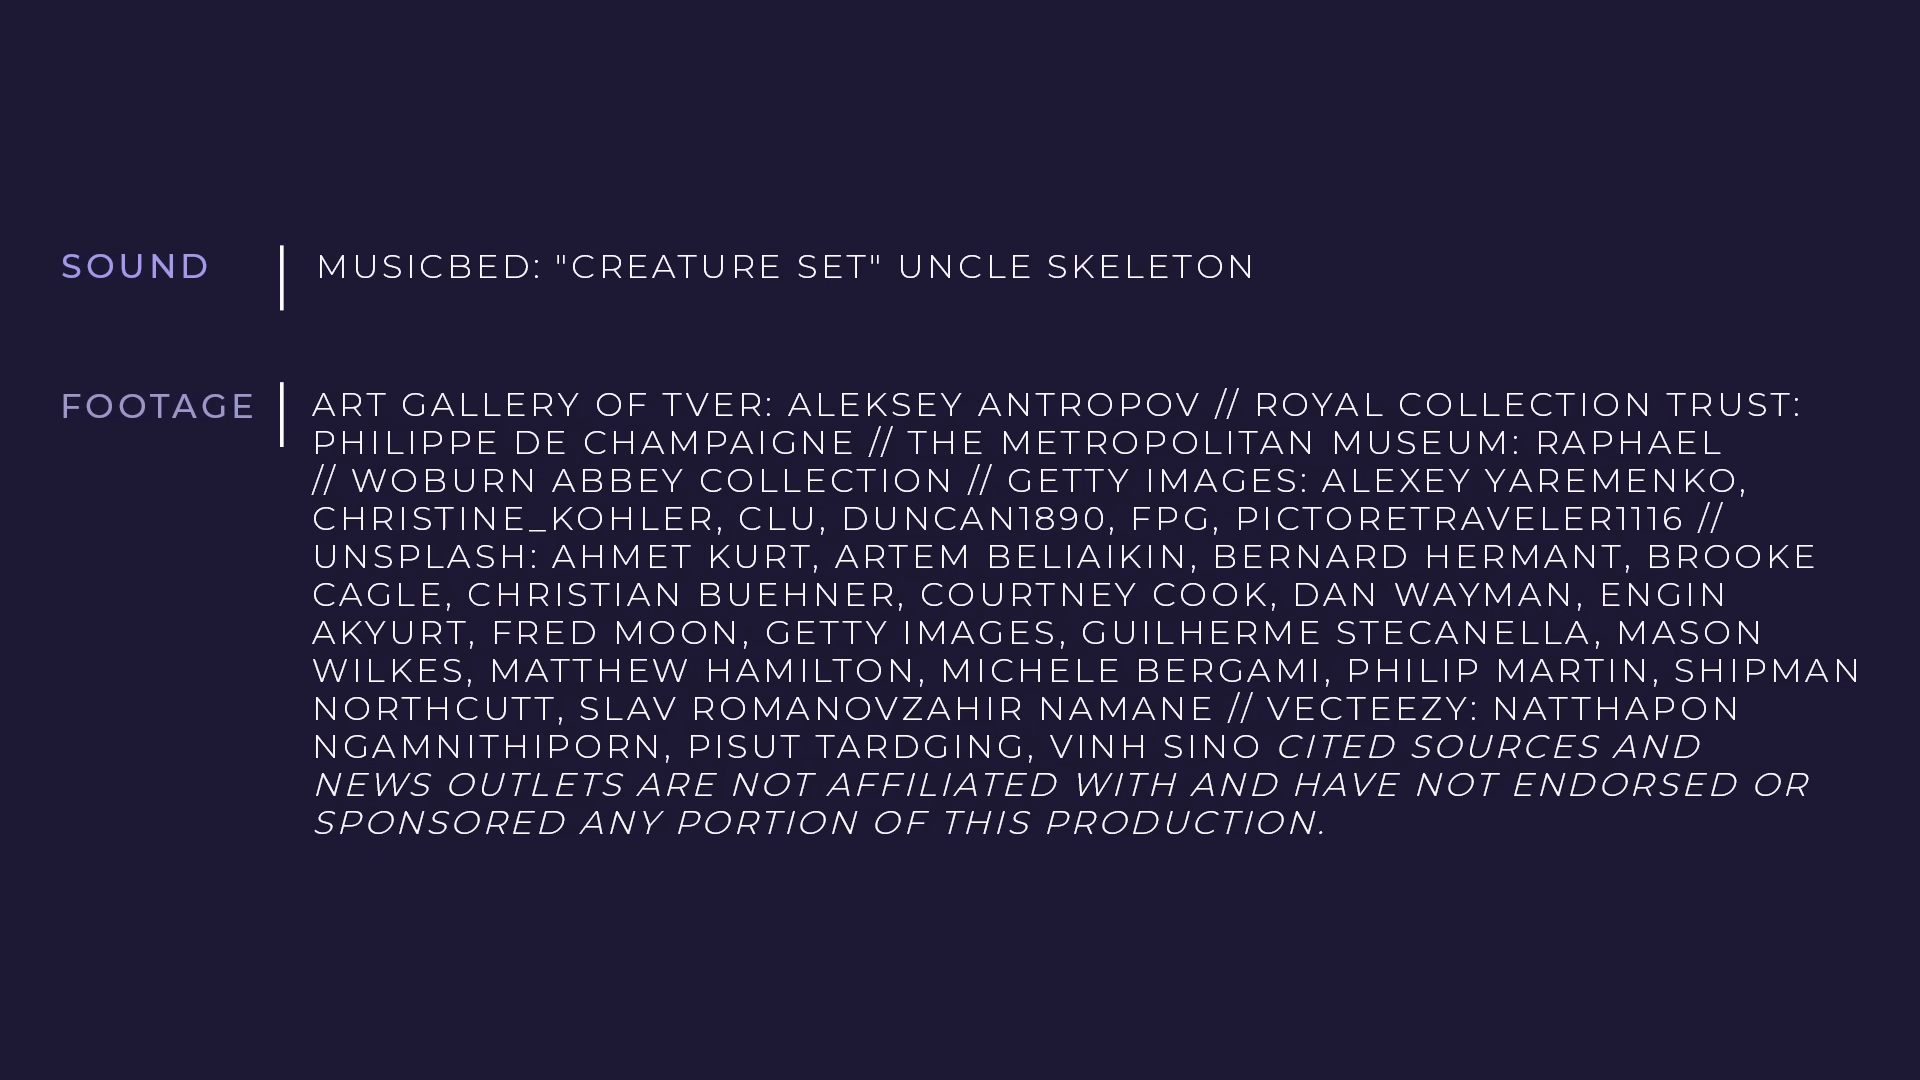 SOUND
MUSICBED: "CREATURE SET" UNCLE SKELETON
FOOTAGE
ART GALLERY OF TVER: ALEKSEY ANTROPOV // ROYAL COLLECTION TRUST:
PHILIPPE DE CHAMPAIGNE // THE METROPOLITAN MUSEUM: RAPHAEL
// WOBURN ABBEY COLLECTION // GETTY IMAGES: ALEXEY YAREMENKO,
CHRISTINE_KOHLER, CLU, DUNCAN1890, FPG, PICTORETRAVELER1116 //
UNSPLASH: AHMET KURT, ARTEM BELIAIKIN, BERNARD HERMANT, BROOKE
CAGLE, CHRISTIAN BUEHNER, COURTNEY COOK, DAN WAYMAN, ENGIN
AKYURT, FRED MOON, GETTY IMAGES, GUILHERME STECANELLA, MASON
WILKES, MATTHEW HAMILTON, MICHELE BERGAMI, PHILIP MARTIN, SHIPMAN
NORTHCUTT, SLAV ROMANOVZAHIR NAMANE // VECTEEZY: NATTHAPON
NGAMNITHIPORN, PISUT TARDGING, VINH SINO CITED SOURCES AND
NEWS OUTLETS ARE NOT AFFILIATED WITH AND HAVE NOT ENDORSED OR
SPONSORED ANY PORTION OF THIS PRODUCTION.